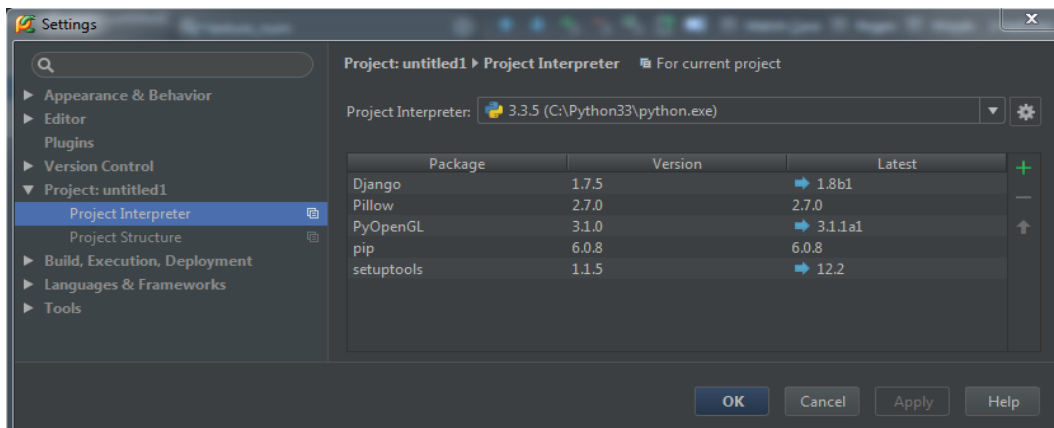 Settings
Project: untitled1 Project Interpreter For current project
Appearance & Behavior
Editor
Plugins
Version Control
Project: untitled1
Project Interpreter
Project Structure
Build, Execution, Deployment
Languages & Frameworks
Tools
Project Interpreter: 3.3.5 (C:\Python33\python.exe)
Package Version Latest
Django 1.7.5 1.8b1
Pillow 2.7.0 2.7.0
PyOpenGL 3.1.0 3.1.1a1
pip 6.0.8 6.0.8
setuptools 1.1.5 12.2
OK Cancel Apply Help